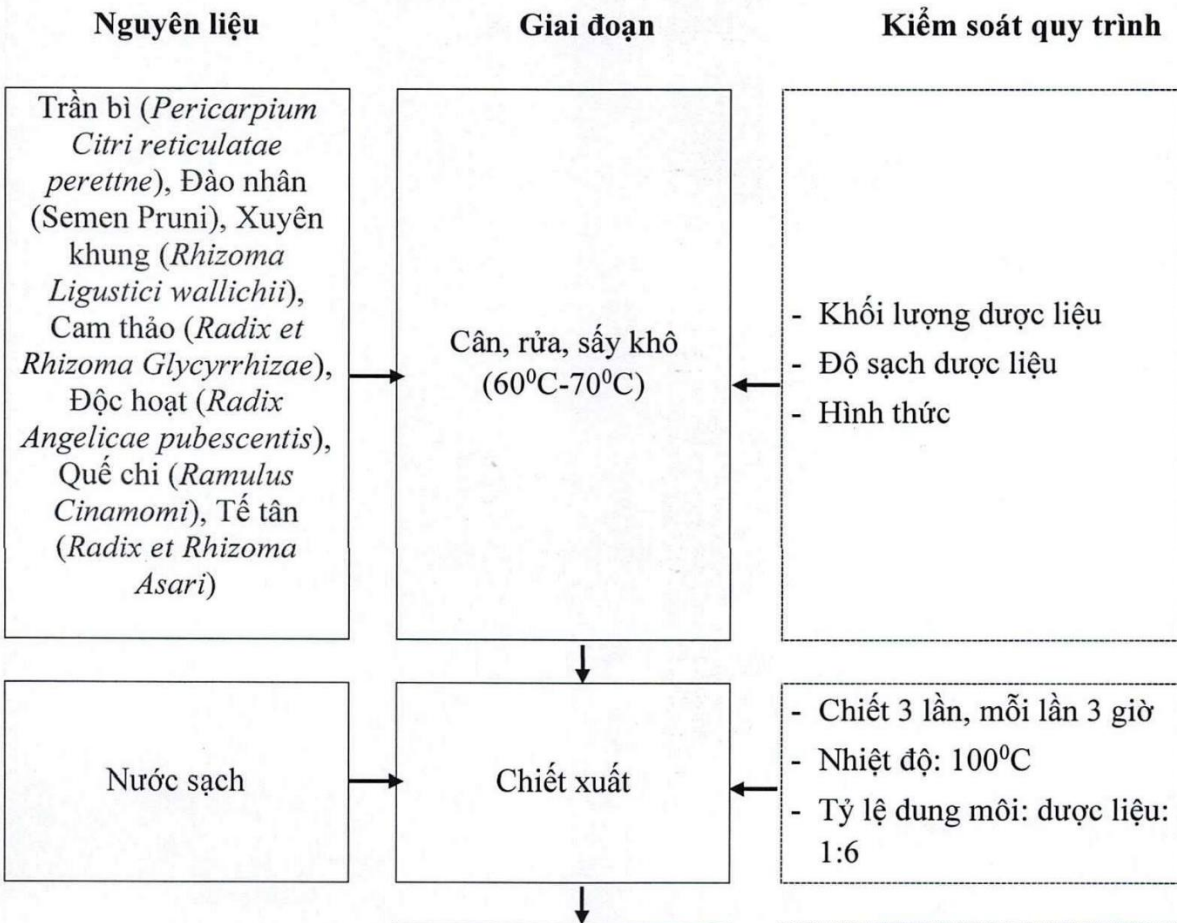 Nguyên liệu
Giai đoạn
Kiểm soát quy trình
Trần bì (Pericarpium
Citri reticulatae
perettne), Đào nhân
(Semen Pruni), Xuyên
khung (Rhizoma
Ligustici wallichii),
Cam thảo (Radix et
Rhizoma Glycyrrhizae),
Độc hoạt (Radix
Angelicae pubescentis),
Quế chi (Ramulus
Cinamomi), Tế tân
(Radix et Rhizoma
Asari)
Cân, rửa, sấy khô
(60⁰C-70⁰C)
- Khối lượng dược liệu
- Độ sạch dược liệu
- Hình thức
Nước sạch
Chiết xuất
- Chiết 3 lần, mỗi lần 3 giờ
- Nhiệt độ: 100⁰C
- Tỷ lệ dung môi: dược liệu:
1:6